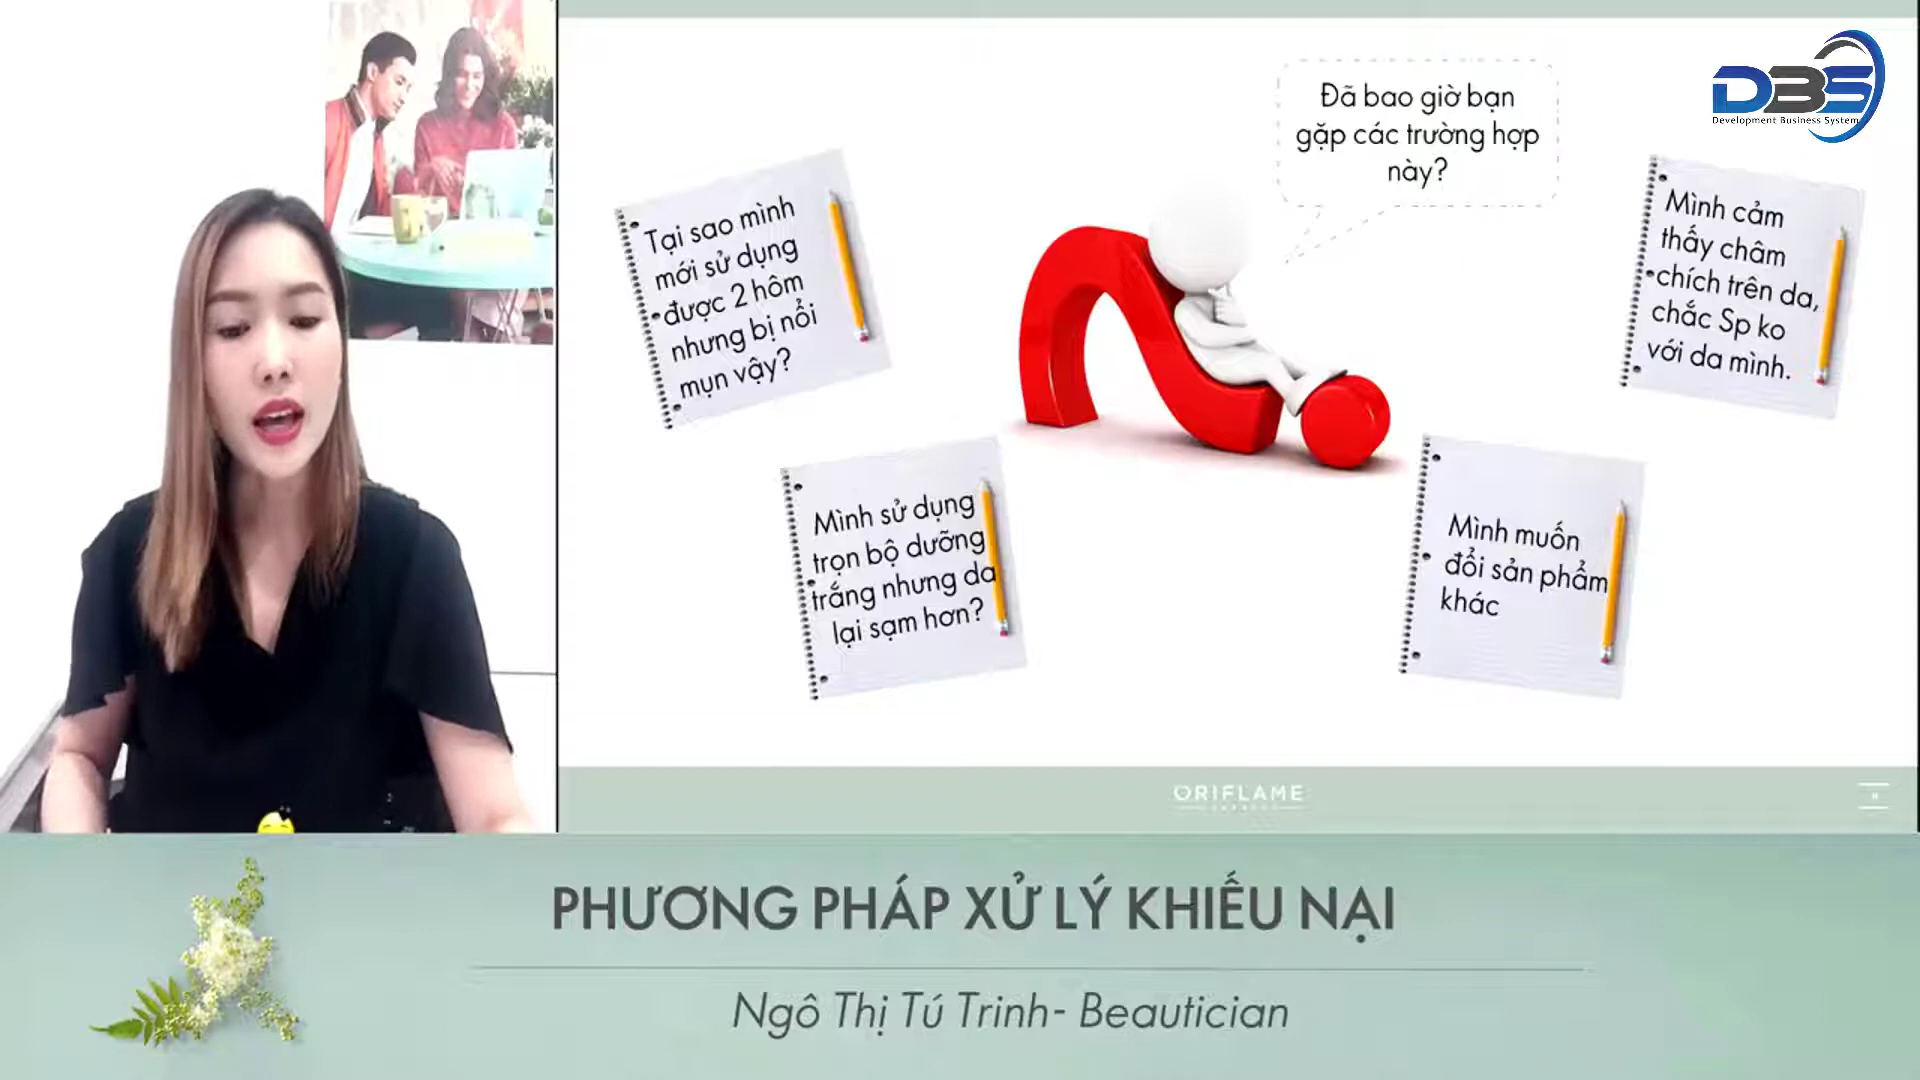 DBS
Development Business System
Đã bao giờ bạn
gặp các trường hợp
này?
Tại sao mình
mới sử dụng
được 2 hôm
nhưng bị nổi
mụn vậy?
Mình cảm
thấy châm
chích trên da,
chắc Sp ko
với da mình.
Mình sử dụng
trọn bộ dưỡng
trắng nhưng da
lại sạm hơn?
Mình muốn
đổi sản phẩm
khác
ORIFLAME
PHƯƠNG PHÁP XỬ LÝ KHIẾU NẠI
Ngô Thị Tú Trinh- Beautician